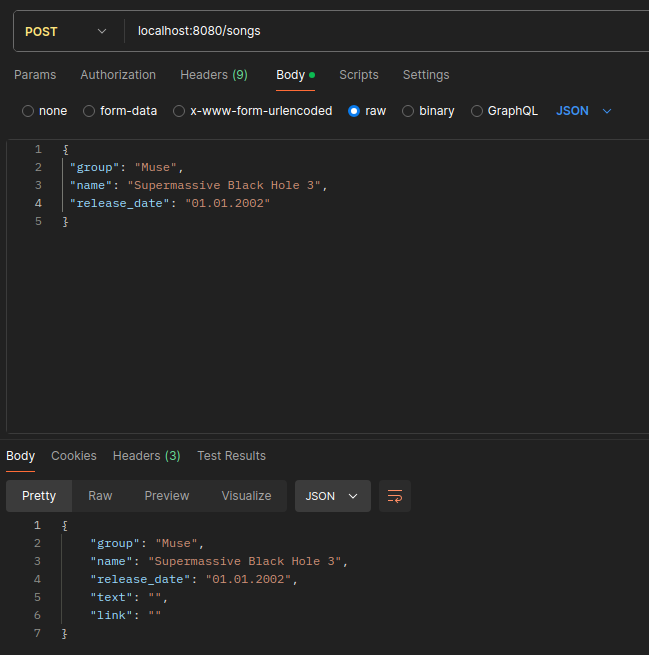 POST localhost:8080/songs
Params Authorization Headers (9) Body Scripts Settings
none form-data x-www-form-urlencoded raw binary GraphQL JSON
1 {
2 "group": "Muse",
3 "name": "Supermassive Black Hole 3",
4 "release_date": "01.01.2002"
5 }
Body Cookies Headers (3) Test Results
Pretty Raw Preview Visualize JSON
1 {
2 "group": "Muse",
3 "name": "Supermassive Black Hole 3",
4 "release_date": "01.01.2002",
5 "text": "",
6 "link": ""
7 }